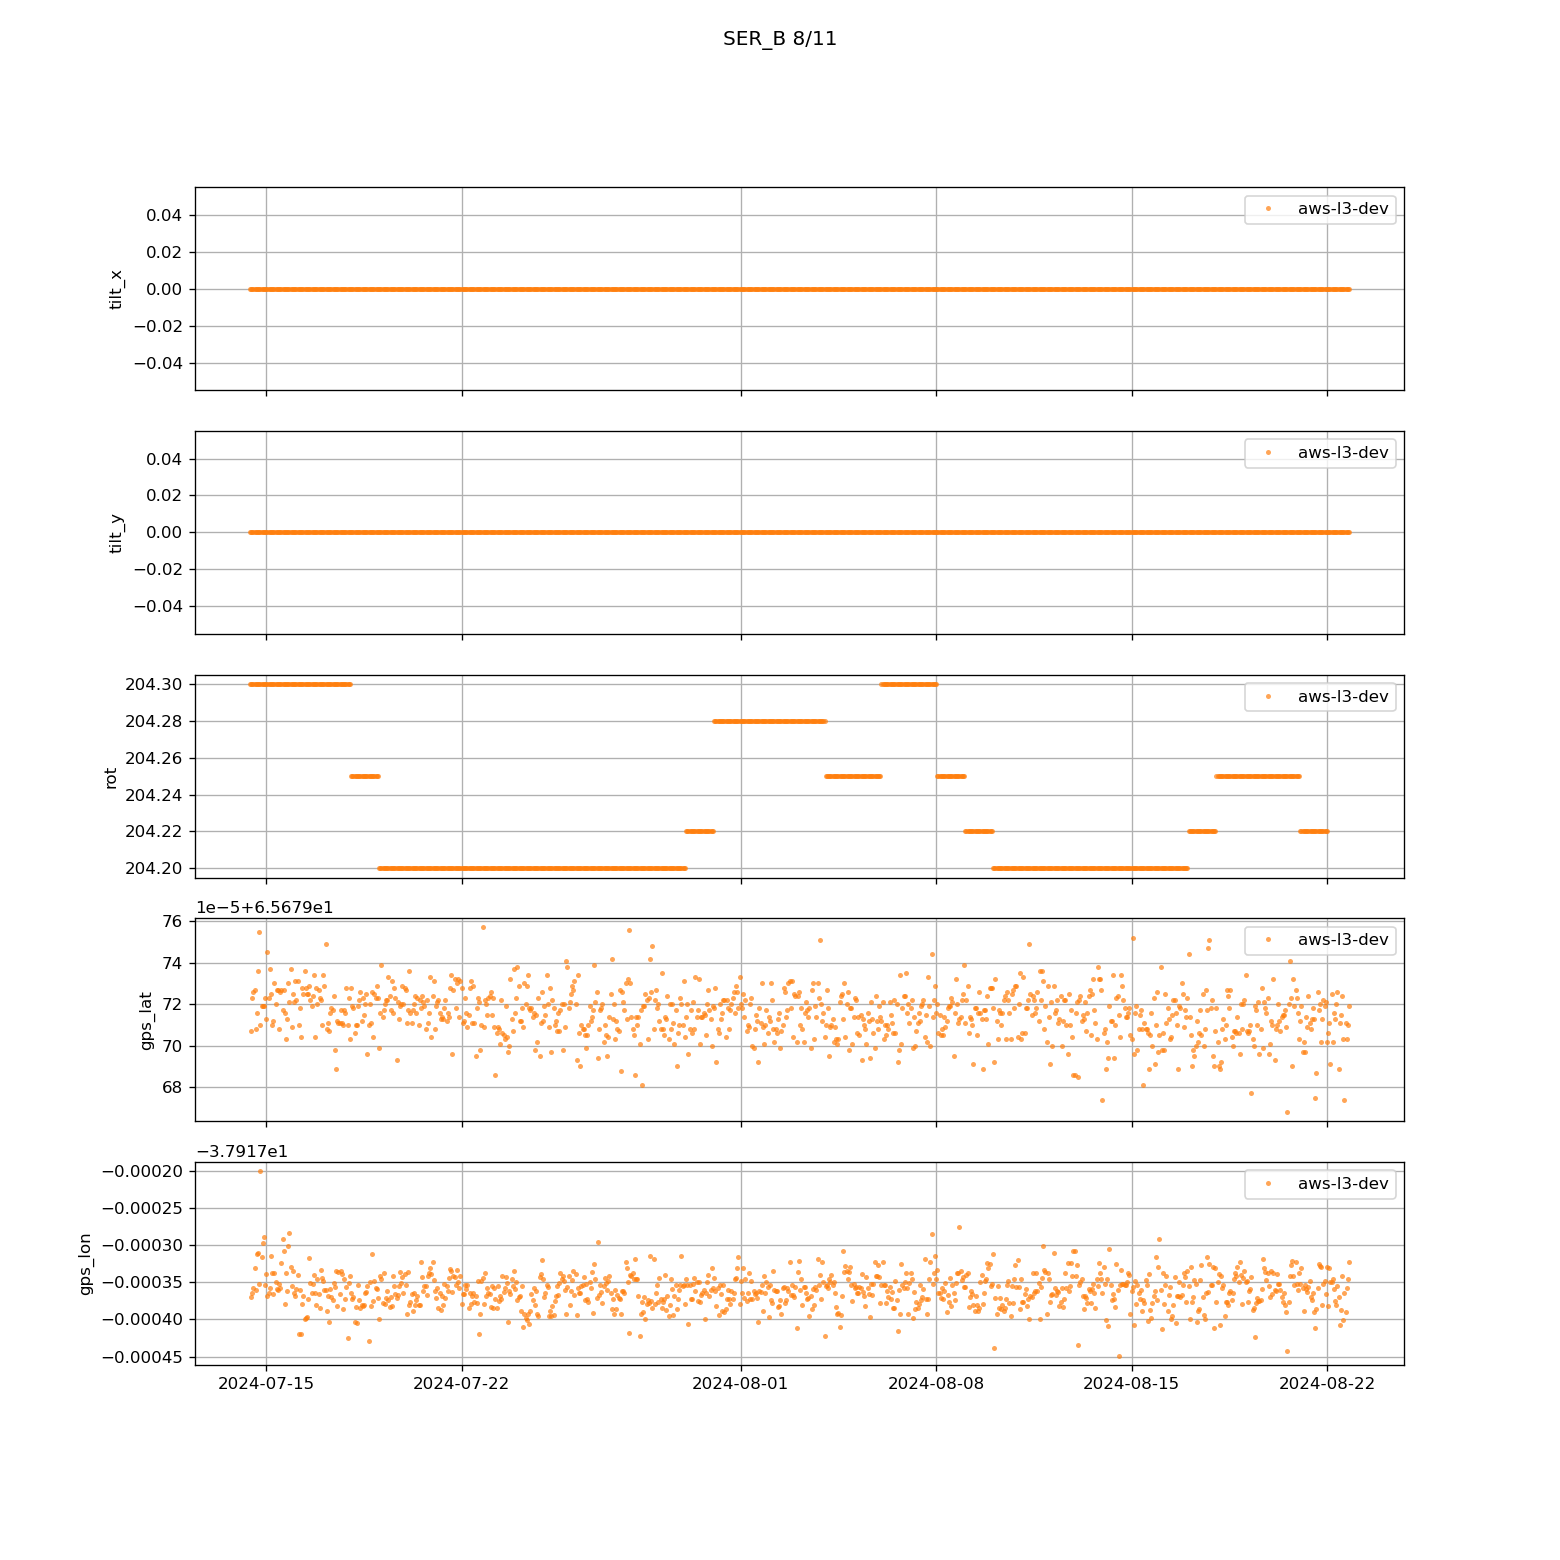 SER_B 8/11
aws-l3-dev
0.04
0.02
0.00
−0.02
−0.04
tilt_x
aws-l3-dev
0.04
0.02
0.00
−0.02
−0.04
tilt_y
aws-l3-dev
204.30
204.28
204.26
204.24
204.22
204.20
rot
1e−5+6.5679e1
aws-l3-dev
76
74
72
70
68
gps_lat
−3.7917e1
aws-l3-dev
−0.00020
−0.00025
−0.00030
−0.00035
−0.00040
−0.00045
gps_lon
2024-07-15 2024-07-22 2024-08-01 2024-08-08 2024-08-15 2024-08-22